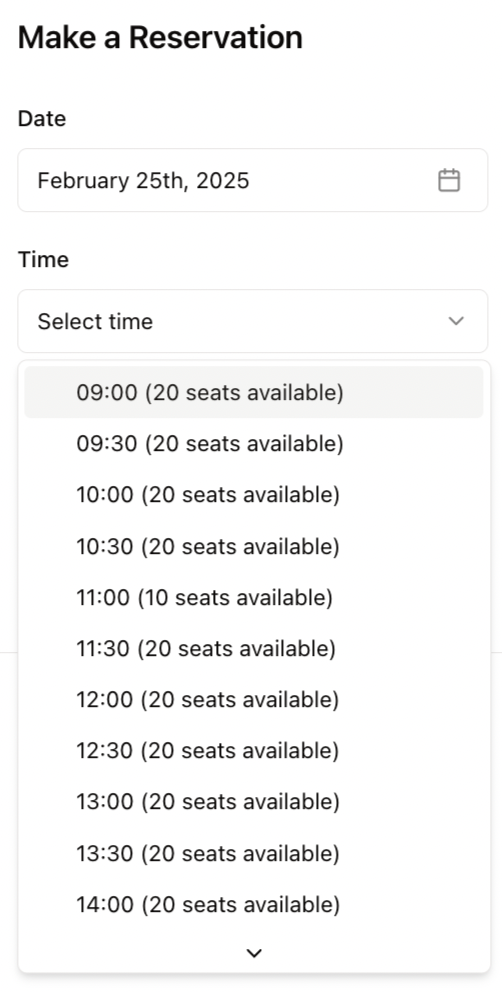 Make a Reservation
Date
February 25th, 2025
Time
Select time
09:00 (20 seats available)
09:30 (20 seats available)
10:00 (20 seats available)
10:30 (20 seats available)
11:00 (10 seats available)
11:30 (20 seats available)
12:00 (20 seats available)
12:30 (20 seats available)
13:00 (20 seats available)
13:30 (20 seats available)
14:00 (20 seats available)